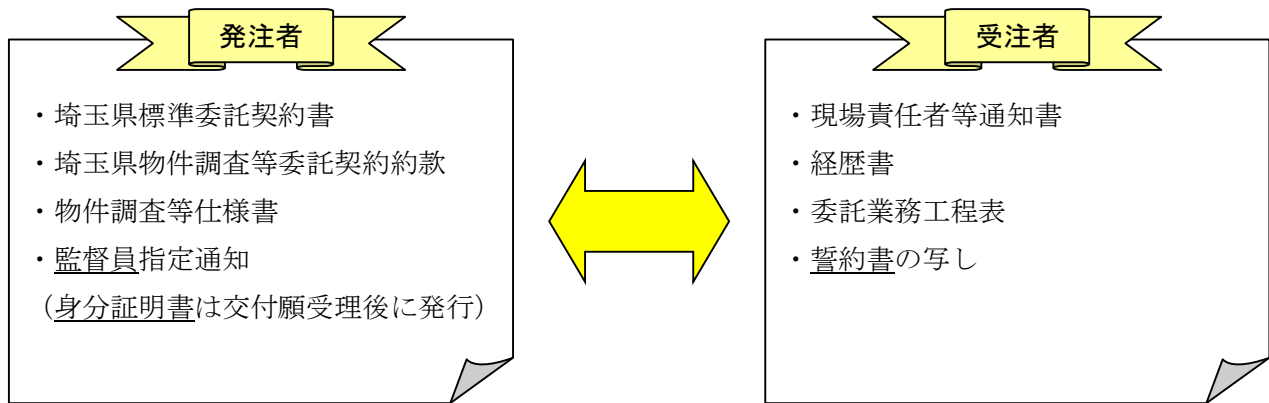 発注者
・埼玉県標準委託契約書
・埼玉県物件調査等委託契約約款
・物件調査等仕様書
・監督員指定通知
（身分証明書は交付願受理後に発行）
受注者
・現場責任者等通知書
・経歴書
・委託業務工程表
・誓約書の写し